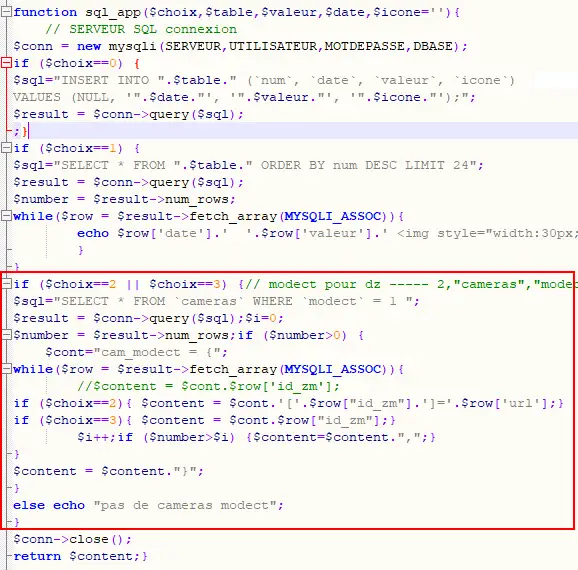 function sql_app($choix,$table,$valeur,$date,$icone=''){
// SERVEUR SQL connexion
$conn = new mysqli(SERVEUR,UTILISATEUR,MOTDEPASSE,DBASE);
if ($choix==0) {
$sql="INSERT INTO ".$table." (`num`, `date`, `valeur`, `icone`)
VALUES (NULL, '".$date."', '".$valeur."', '".$icone."');";
$result = $conn->query($sql);
;}
if ($choix==1) {
$sql="SELECT * FROM ".$table." ORDER BY num DESC LIMIT 24";
$result = $conn->query($sql);
$number = $result->num_rows;
while($row = $result->fetch_array(MYSQLI_ASSOC)){
echo $row['date'].'  '.$row['valeur'].' <img style="width:30px;
}
}
if ($choix==2 || $choix==3) {// modect pour dz ----- 2,"cameras","mode
$sql="SELECT * FROM `cameras` WHERE `modect` = 1 ";
$result = $conn->query($sql);$i=0;
$number = $result->num_rows;if ($number>0) {
$cont="cam_modect = {";
while($row = $result->fetch_array(MYSQLI_ASSOC)){
//$content = $cont.$row['id_zm'];
if ($choix==2){ $content = $cont.'['.$row["id_zm"].']='.$row['url'];}
if ($choix==3){ $content = $cont.$row["id_zm"];}
$i++;if ($number>$i) {$content=$content.",";}
}
$content = $content."}";
}
else echo "pas de cameras modect";
}
$conn->close();
return $content;}